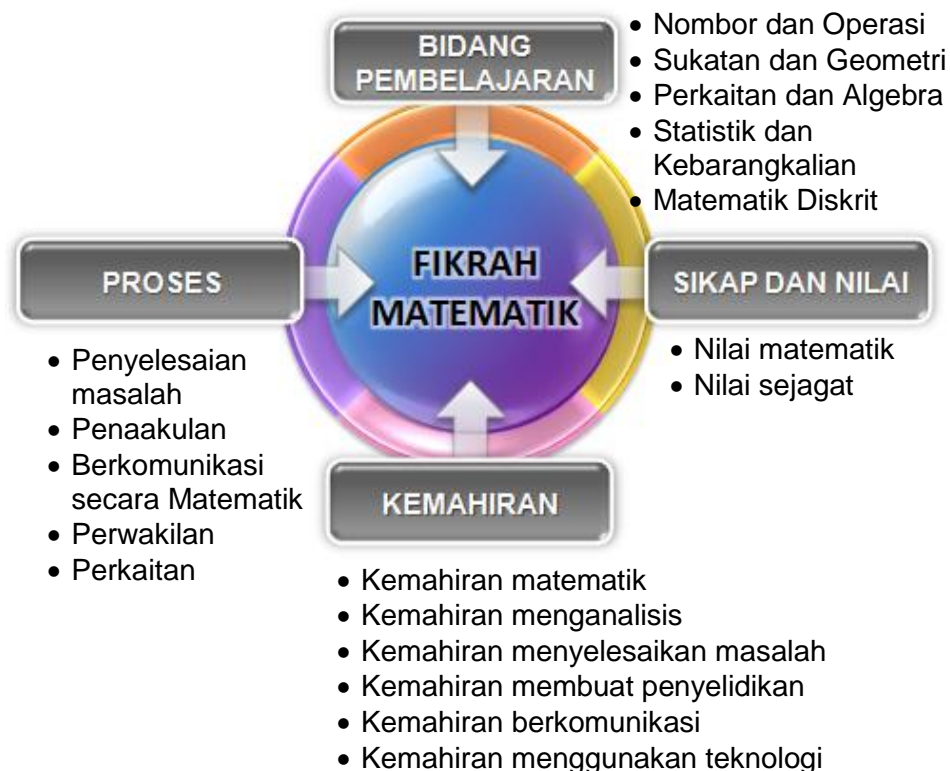 BIDANG
PEMBELAJARAN
• Nombor dan Operasi
• Sukatan dan Geometri
• Perkaitan dan Algebra
• Statistik dan
Kebarangkalian
• Matematik Diskrit
PROSES
FIKRAH
MATEMATIK
SIKAP DAN NILAI
• Penyelesaian
masalah
• Penaakulan
• Berkomunikasi
secara Matematik
• Perwakilan
• Perkaitan
• Nilai matematik
• Nilai sejagat
KEMAHIRAN
• Kemahiran matematik
• Kemahiran menganalisis
• Kemahiran menyelesaikan masalah
• Kemahiran membuat penyelidikan
• Kemahiran berkomunikasi
• Kemahiran menggunakan teknologi